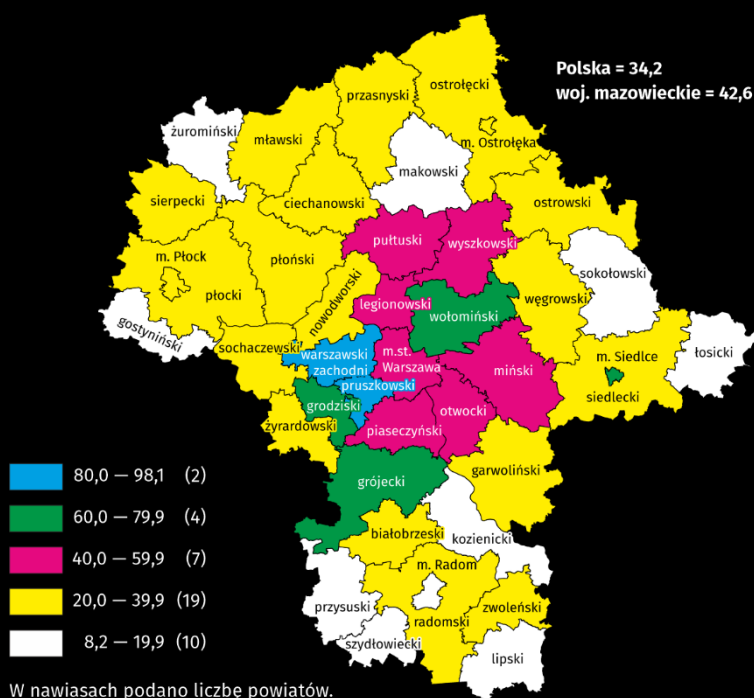 Polska = 34,2
woj. mazowieckie = 42,6
ostrołęcki
przasnyski
żuromiński
mławski
m. Ostrołęka
makowski
sierpecki
ciechanowski
ostrowski
pułtuski
wyszkowski
m. Płock
płoński
sokołowski
płocki
nowodworski
węgrowski
legionowski
wołomiński
gostyniński
sochaczewski
warszawski
zachodni
m.st.
Warszawa
m. Siedlce
łosicki
miński
pruszkowski
siedlecki
grodziski
otwocki
żyrardowski
piaseczyński
garwoliński
grójecki
białobrzeski
kozienicki
m. Radom
przysuski
zwoleński
radomski
szydłowiecki
lipski
80,0 — 98,1 (2)
60,0 — 79,9 (4)
40,0 — 59,9 (7)
20,0 — 39,9 (19)
8,2 — 19,9 (10)
W nawiasach podano liczbę powiatów.